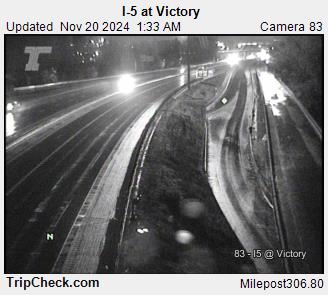 I-5 at Victory
Updated Nov 20 2024 1:33 AM Camera 83
T
N
83 - I5 @ Victory
TripCheck.com Milepost306.80